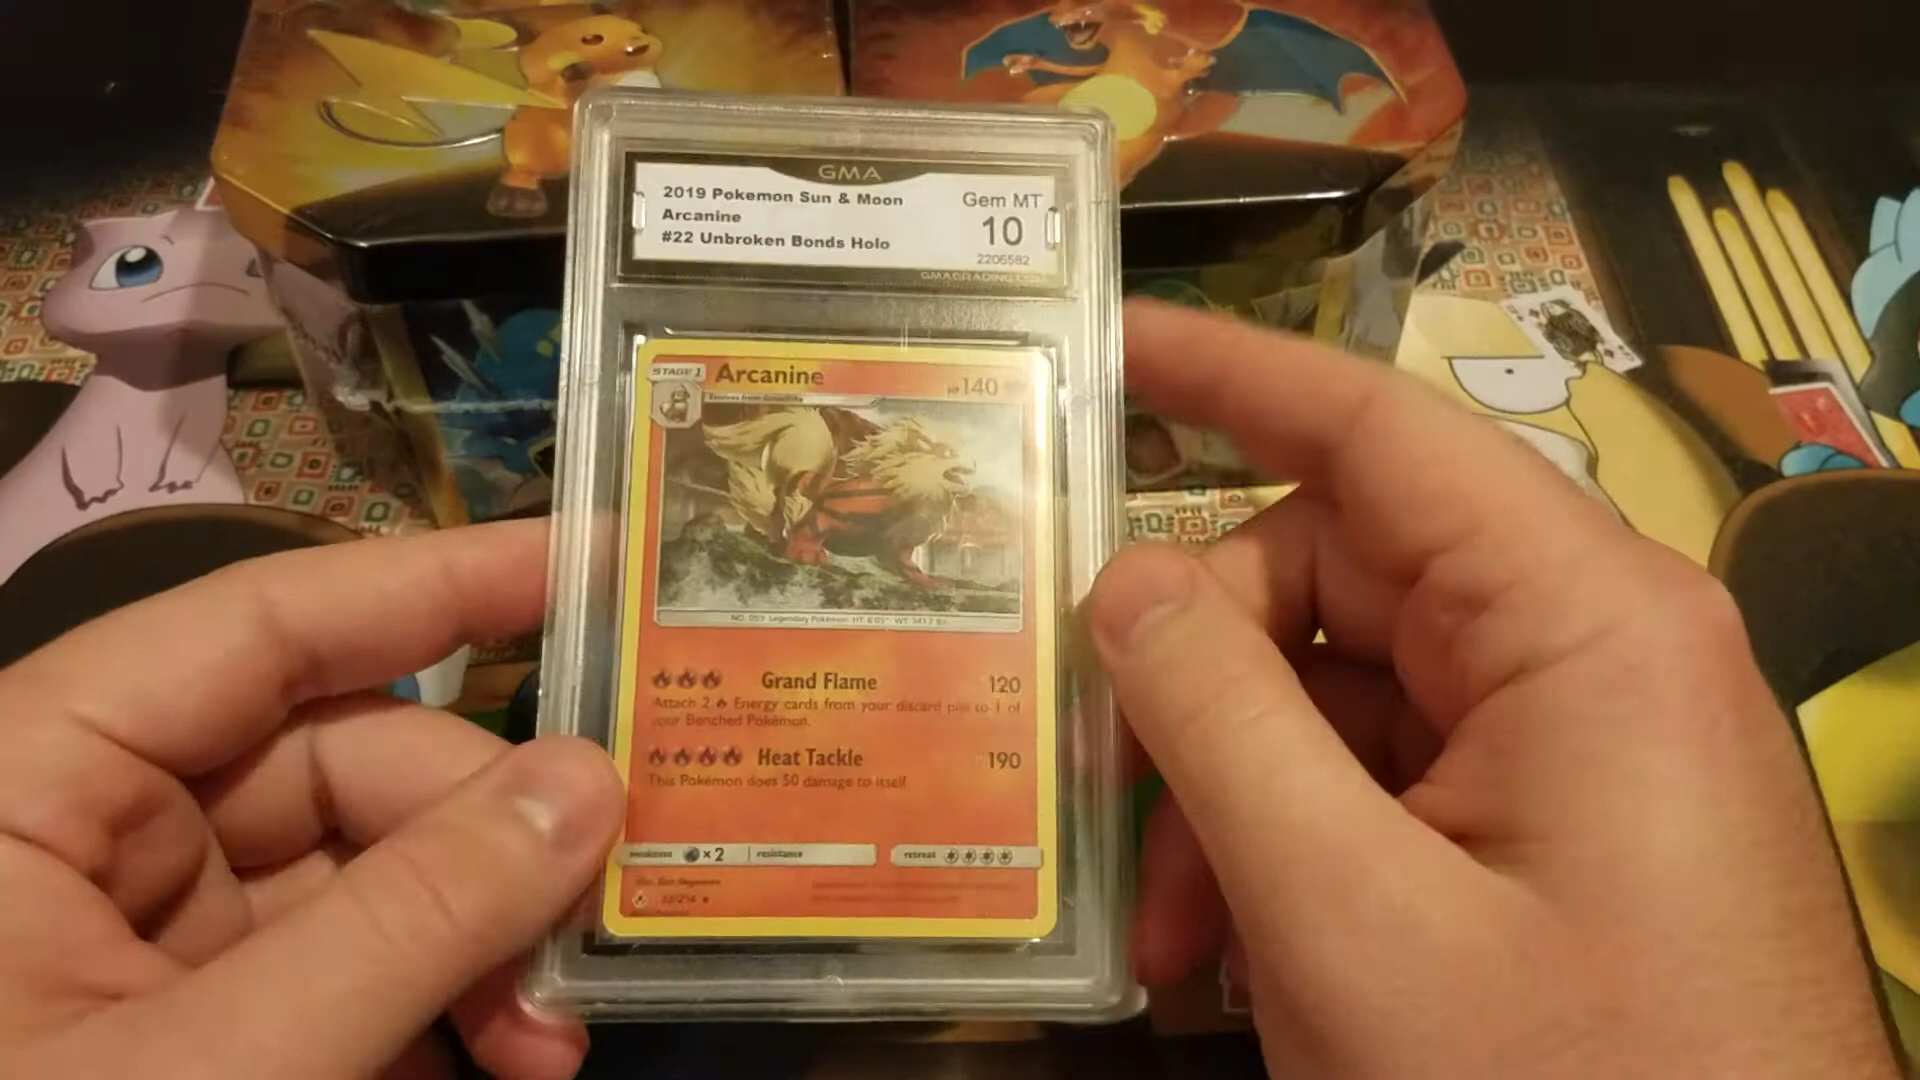 GMA
2019 Pokemon Sun & Moon
Arcanine
#22 Unbroken Bonds Holo
Gem MT
10
2206582
GMAGRADING.COM
STAGE 1
Arcanine
HP 140
Evolves from Growlithe
NO. 059 Legendary Pokémon HT: 6'03" WT: 341.7 lbs.
Grand Flame 120
Attach 2 Energy cards from your discard pile to 1 of
your Benched Pokémon.
Heat Tackle 190
This Pokémon does 50 damage to itself.
weakness ×2 resistance retreat
22/214